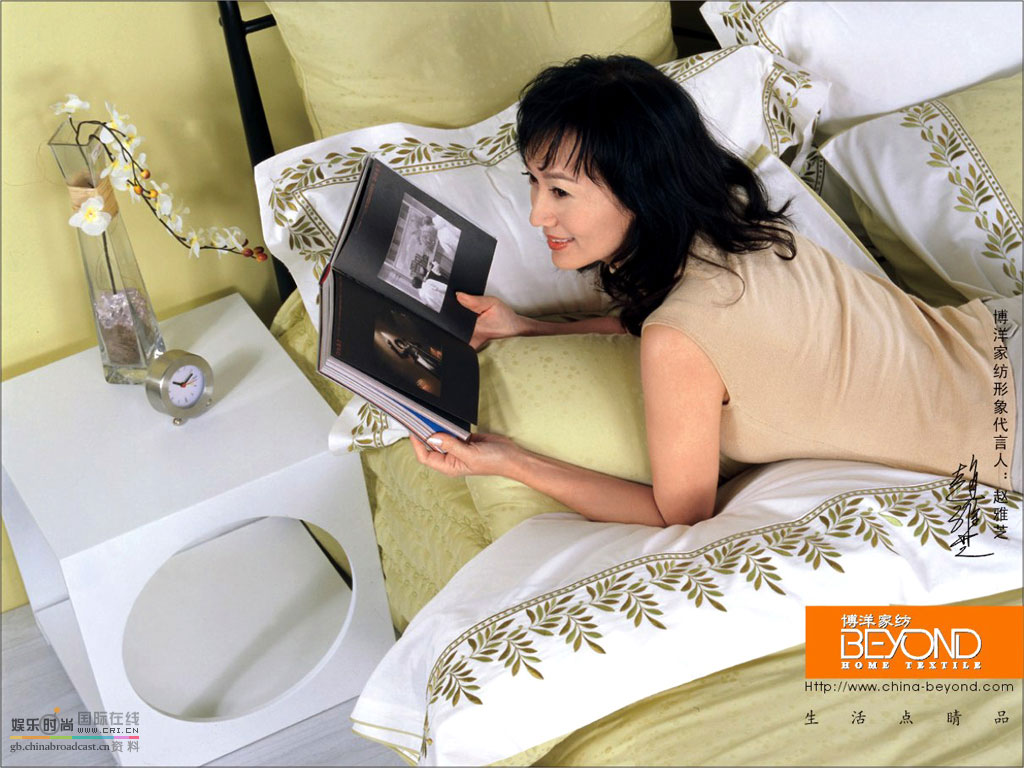 博洋家纺形象代言人：赵雅芝
赵雅芝
博洋家纺
BEYOND
HOME TEXTILE
Http://www.china-beyond.com
生活点睛品
娱乐时尚 国际在线
www.CRI.cn
gb.chinabroadcast.cn 资料